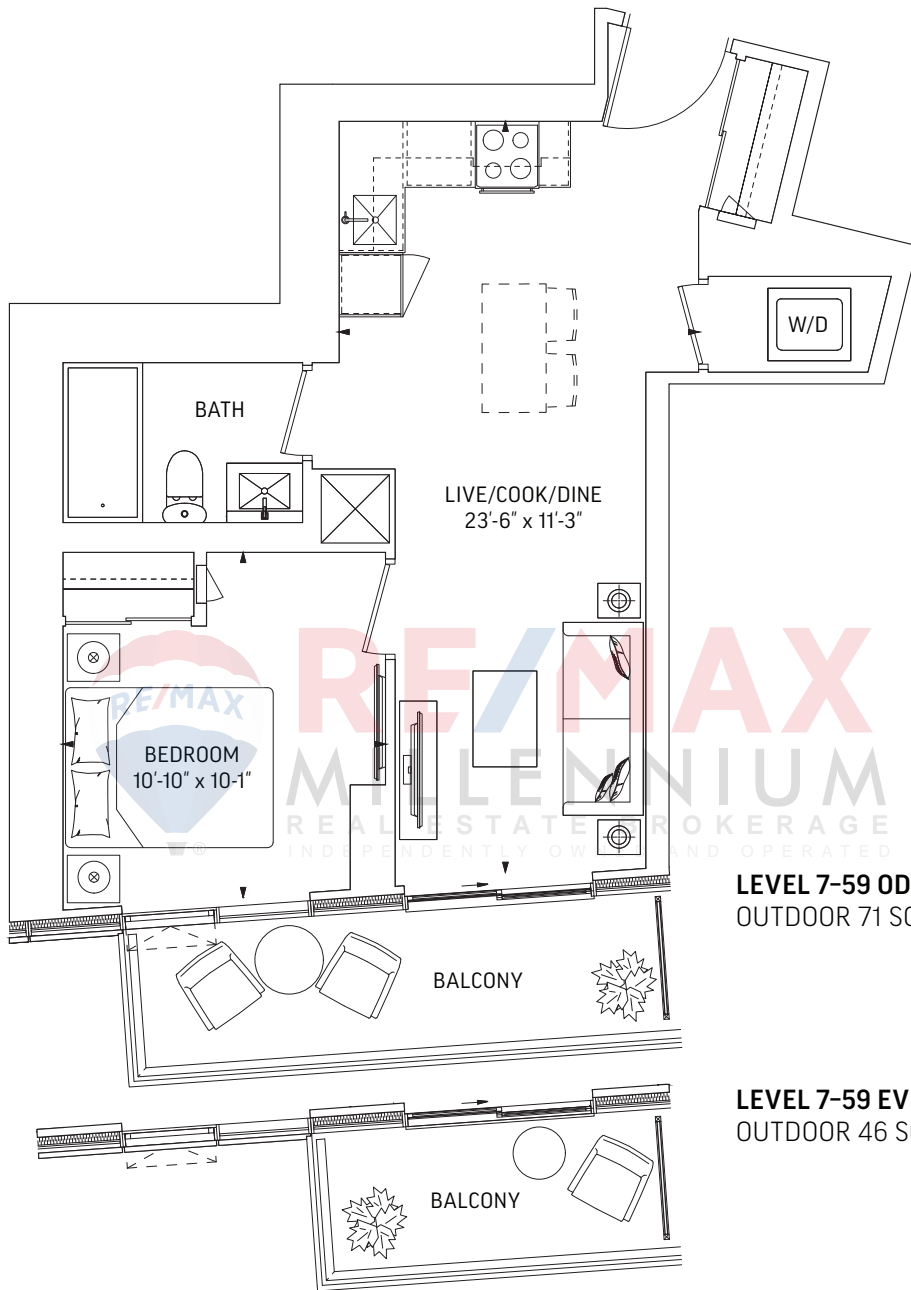 W/D
BATH
LIVE/COOK/DINE
23'-6" x 11'-3"
RE/MAX
RE/MAX
BEDROOM
10'-10" x 10-1"
MILLENNIUM
REAL ESTATE BROKERAGE
INDEPENDENTLY OWNED AND OPERATED
LEVEL 7-59 OD
OUTDOOR 71 SQ
BALCONY
LEVEL 7-59 EV
OUTDOOR 46 S
BALCONY